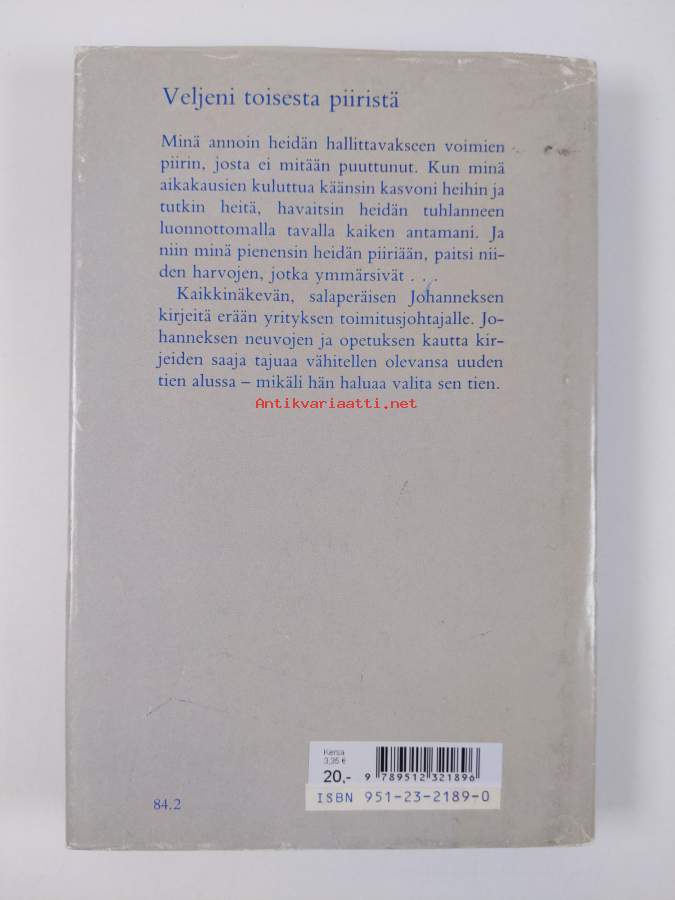 Veljeni toisesta piiristä
Minä annoin heidän hallittavakseen voimien
piirin, josta ei mitään puuttunut. Kun minä
aikakausien kuluttua käänsin kasvoni heihin ja
tutkin heitä, havaitsin heidän tuhlanneen
luonnottomalla tavalla kaiken antamani. Ja
niin minä pienensin heidän piiriään, paitsi nii-
den harvojen, jotka ymmärsivät . . .
Kaikkinäkevän, salaperäisen Johanneksen
kirjeitä erään yrityksen toimitusjohtajalle. Jo-
hanneksen neuvojen ja opetuksen kautta kir-
jeiden saaja tajuaa vähitellen olevansa uuden
tien alussa – mikäli hän haluaa valita sen tien.
Antikvariaatti.net
Kersa
3,35 €
20,-
9 789512 321896
ISBN 951-23-2189-0
84.2